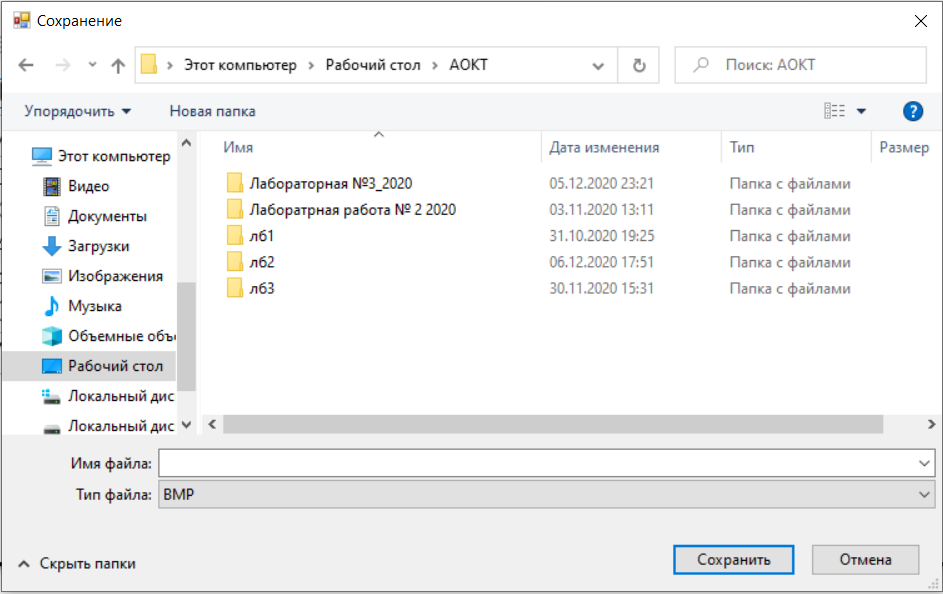 Сохранение
Этот компьютер › Рабочий стол › АОКТ
Поиск: АОКТ
Упорядочить
Новая папка
?
Имя Дата изменения Тип Размер
Этот компьютер
Видео
Документы
Загрузки
Изображения
Музыка
Объемные объ
Рабочий стол
Локальный дис
Локальный дис
Лабораторная №3_2020 05.12.2020 23:21 Папка с файлами
Лаборатрная работа № 2 2020 03.11.2020 13:11 Папка с файлами
лб1 31.10.2020 19:25 Папка с файлами
лб2 06.12.2020 17:51 Папка с файлами
лб3 30.11.2020 15:31 Папка с файлами
Имя файла:
Тип файла: BMP
Скрыть папки
Сохранить
Отмена